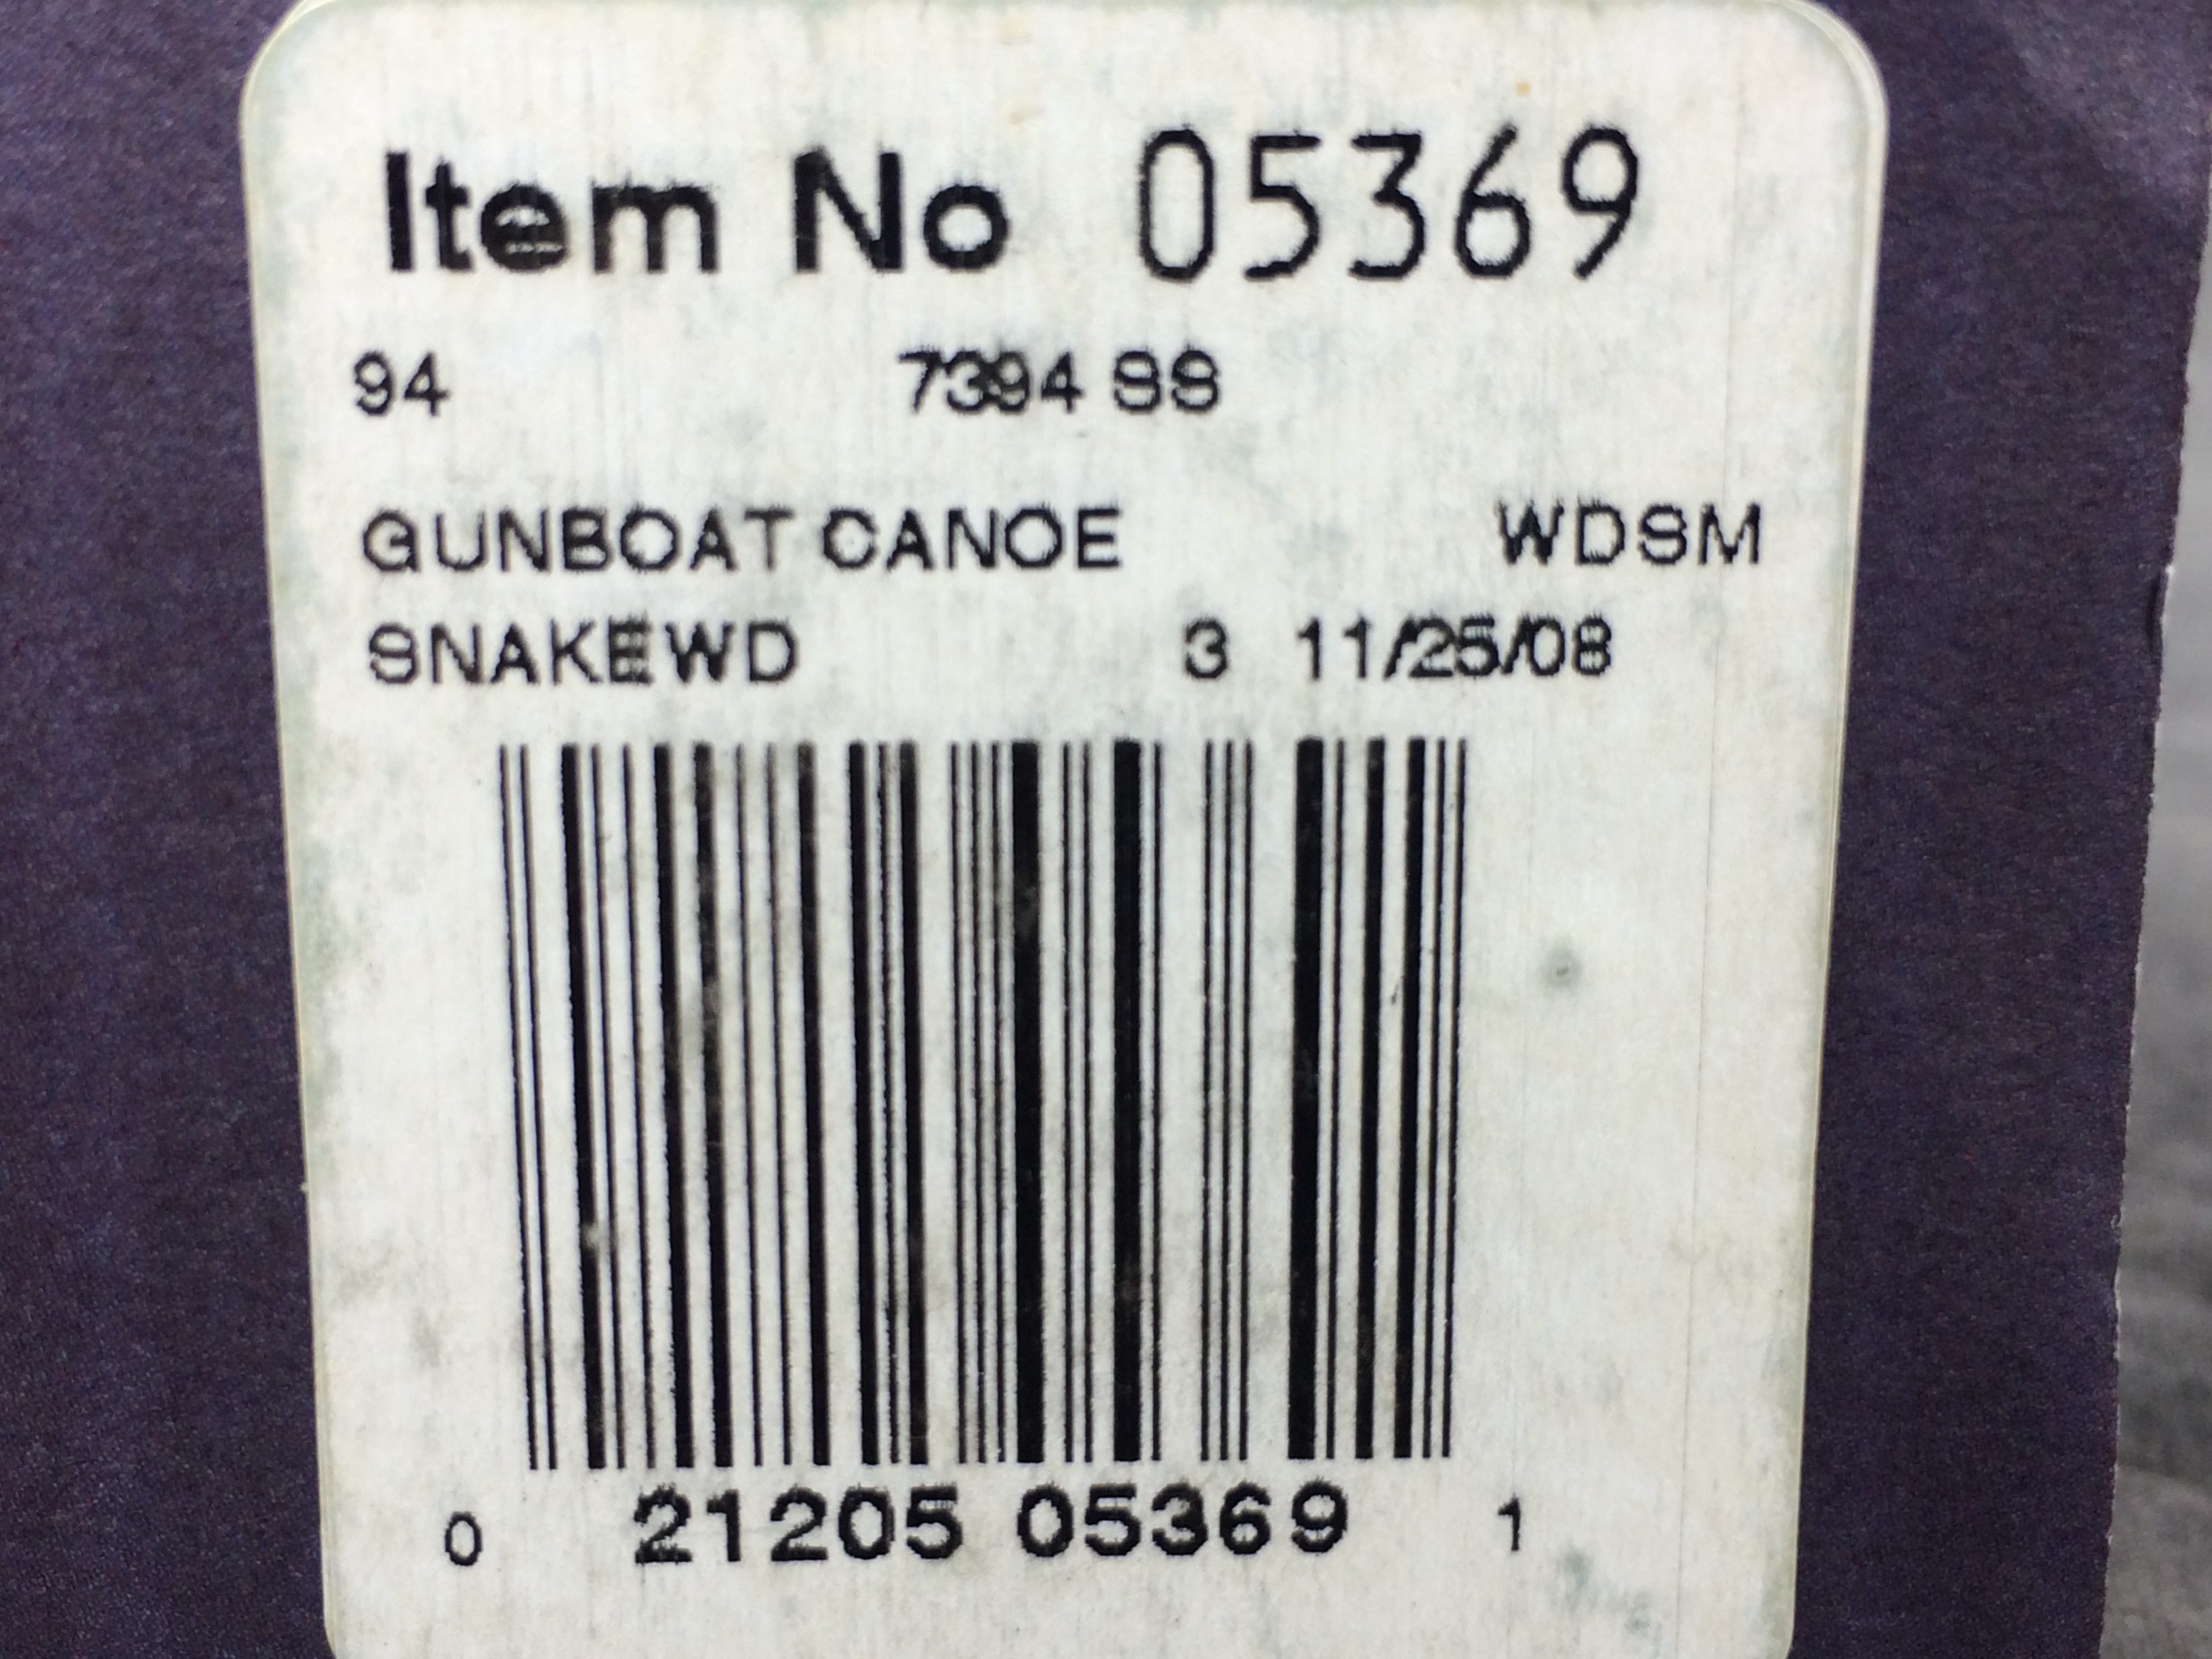 Item No 05369
94 7394 SS
GUNBOAT CANOE WDSM
SNAKEWD 3 11/25/08
0 21205 05369 1